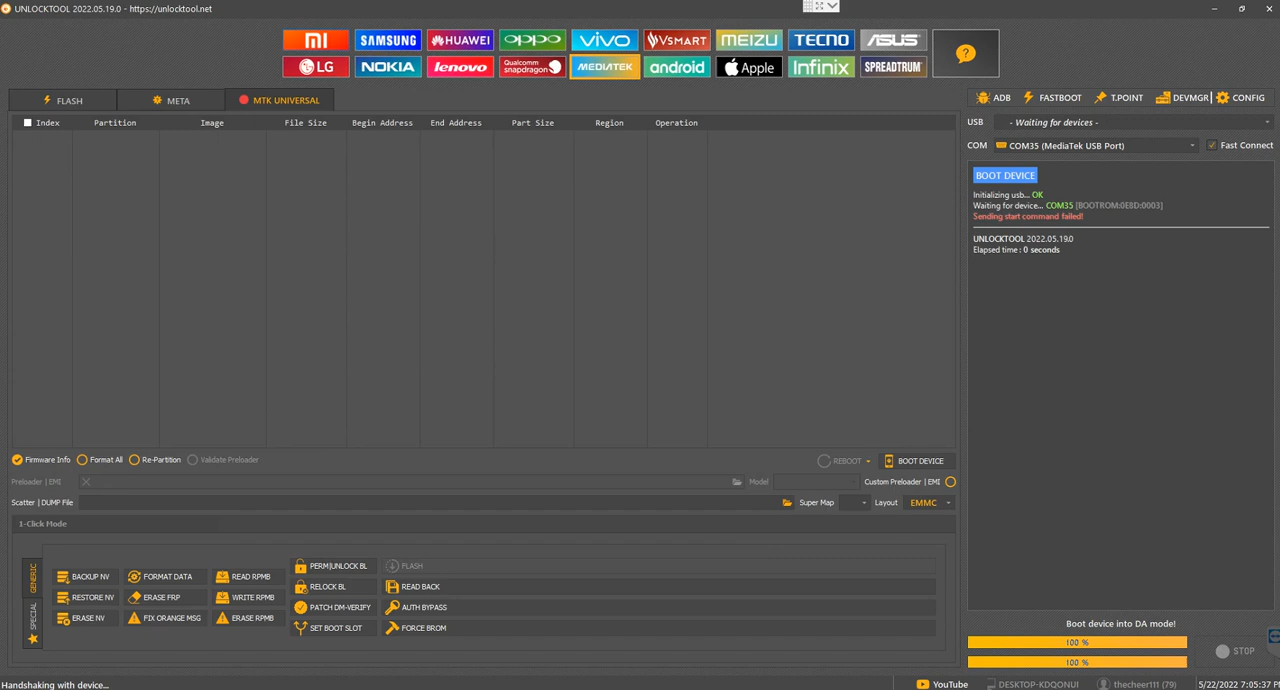 UNLOCKTOOL 2022.05.19.0 - https://unlocktool.net
mi SAMSUNG HUAWEI oppo vivo VSMART MEIZU TECNO ASUS ?
LG NOKIA lenovo Qualcomm snapdragon MEDIATEK android Apple Infinix SPREADTRUM
FLASH META MTK UNIVERSAL
ADB FASTBOOT T.POINT DEVMGR CONFIG
Index Partition Image File Size Begin Address End Address Part Size Region Operation
USB - Waiting for devices -
COM COM35 (MediaTek USB Port) Fast Connect
BOOT DEVICE
Initializing usb... OK
Waiting for device... COM35 [BOOTROM:0E8D:0003]
Sending start command failed!
UNLOCKTOOL 2022.05.19.0
Elapsed time : 0 seconds
Firmware Info Format All Re-Partition Validate Preloader REBOOT BOOT DEVICE
Preloader | EMI Model Custom Preloader | EMI
Scatter | DUMP File Super Map Layout EMMC
1-Click Mode
GENERIC
SPECIAL
PERM|UNLOCK BL FLASH
BACKUP NV FORMAT DATA READ RPMB
RELOCK BL READ BACK
RESTORE NV ERASE FRP WRITE RPMB
PATCH DM-VERIFY AUTH BYPASS
ERASE NV FIX ORANGE MSG ERASE RPMB
SET BOOT SLOT FORCE BROM
Boot device into DA mode!
100 %
STOP
100 %
Handshaking with device... YouTube DESKTOP-KDQONUI thecheer111 (79) 5/22/2022 7:05:37 P